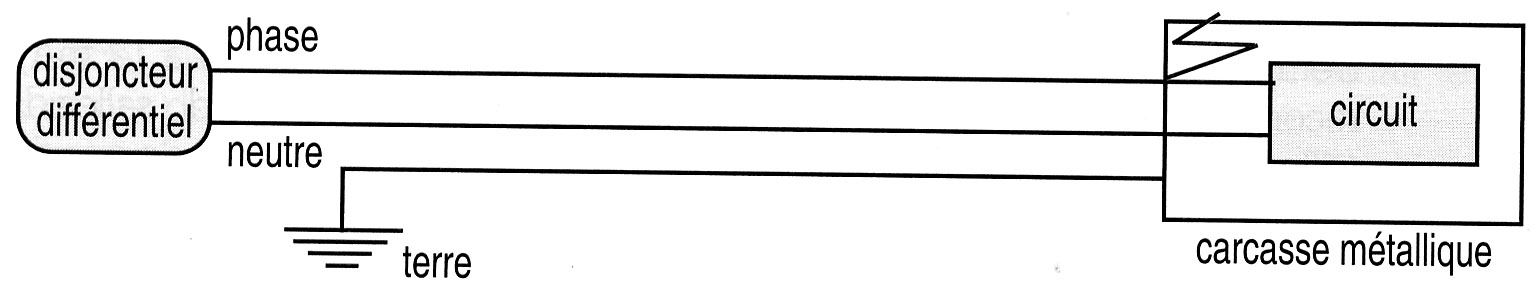 phase
disjoncteur
différentiel
neutre
terre
circuit
carcasse métallique